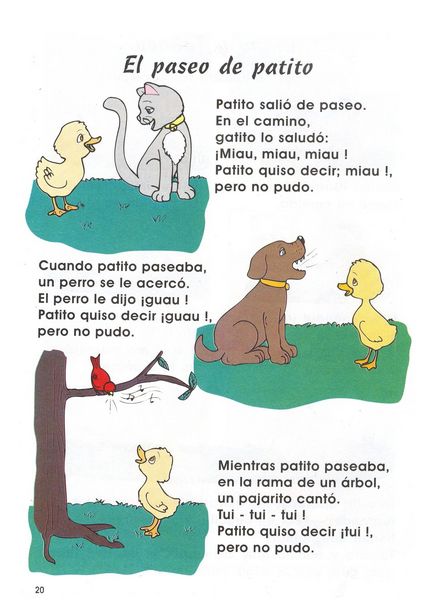 El paseo de patito
Patito salió de paseo.
En el camino,
gatito lo saludó:
¡Miau, miau, miau !
Patito quiso decir; miau !,
pero no pudo.
Cuando patito paseaba,
un perro se le acercó.
El perro le dijo ¡guau !
Patito quiso decir ¡guau !,
pero no pudo.
Mientras patito paseaba,
en la rama de un árbol,
un pajarito cantó.
Tui - tui - tui !
Patito quiso decir ¡tui !,
pero no pudo.
20